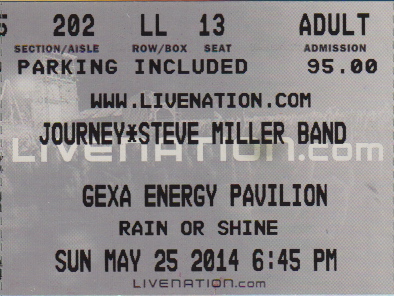 5 202 LL 13 ADULT
SECTION/AISLE ROW/BOX SEAT ADMISSION
PARKING INCLUDED 95.00
WWW.LIVENATION.COM
JOURNEY*STEVE MILLER BAND
LIVENATION.com
GEXA ENERGY PAVILION
RAIN OR SHINE
SUN MAY 25 2014 6:45 PM
LIVENATION.com